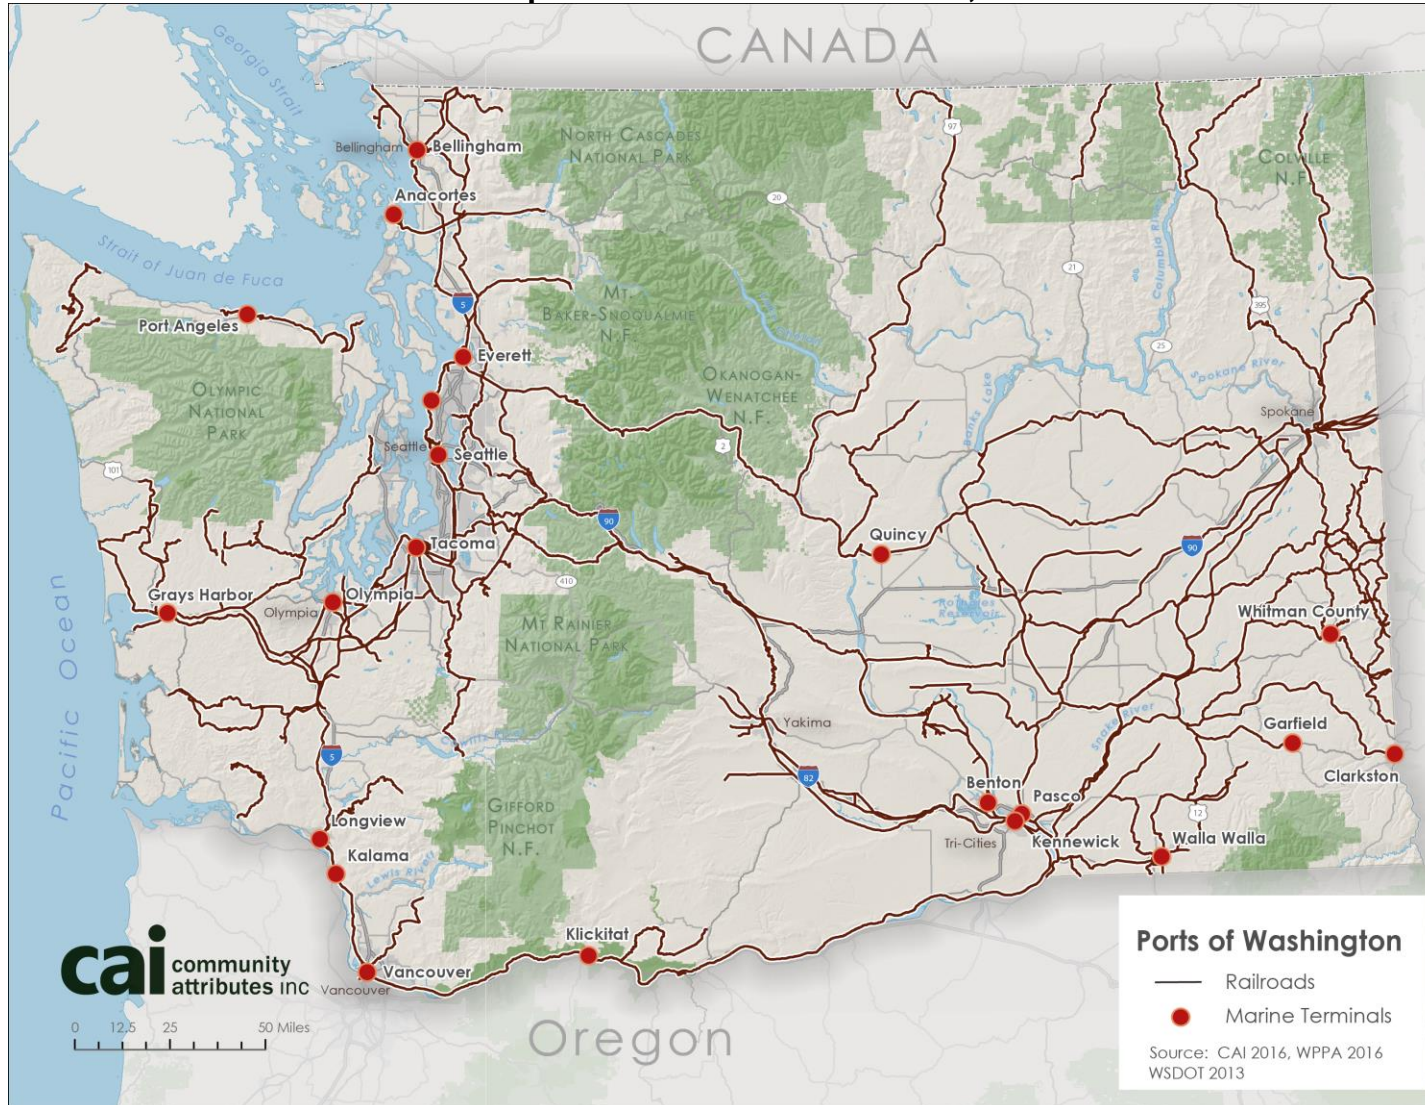 CANADA
Georgia Strait
97
NORTH CASCADES
NATIONAL PARK
Bellingham
Bellingham
COLVILLE
N.F.
Anacortes
20
Strait of Juan de Fuca
Columbia
21
MT.
BAKER-SNOQUALMIE
N.F.
5
395
Port Angeles
25
Everett
Spokane River
OLYMPIC
NATIONAL
PARK
OKANOGAN-
WENATCHEE
N.F.
Banks Lake
Spokane
Seattle
Seattle
2
101
90
Quincy
Tacoma
90
410
Grays Harbor
Olympia
Olympia
Reservoir
Whitman County
MT RAINIER
NATIONAL PARK
Pacific Ocean
Yakima
Snake River
Garfield
5
82
Clarkston
Benton
Pasco
GIFFORD
PINCHOT
N.F.
12
Longview
Tri-Cities
Kennewick
Walla Walla
Kalama
Lewis River
Klickitat
cai community
attributes INC
Vancouver
Vancouver
0 12.5 25 50 Miles
Oregon
Ports of Washington
Railroads
Marine Terminals
Source: CAI 2016, WPPA 2016
WSDOT 2013